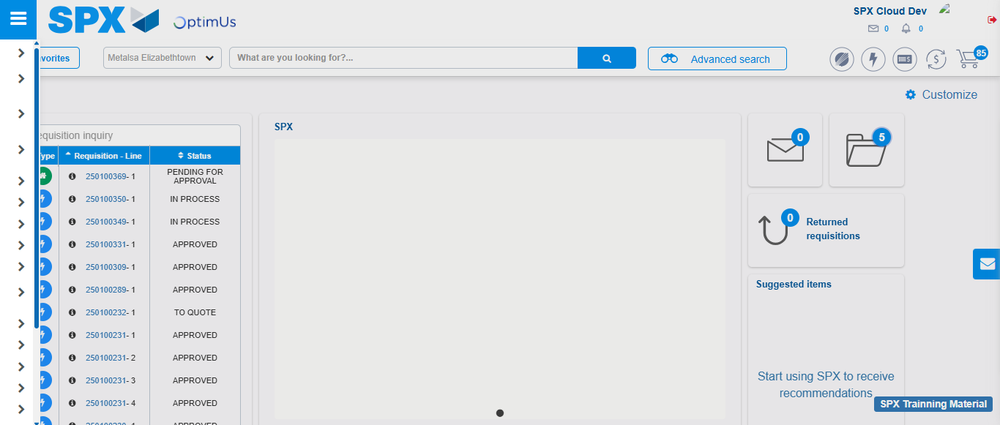 SPX
OptimUs
SPX Cloud Dev
0
0
vorites
Metalsa Elizabethtown
What are you looking for?...
Advanced search
85
Customize
equisition inquiry
ype
Requisition - Line
Status
250100369- 1
PENDING FOR
APPROVAL
250100350- 1
IN PROCESS
250100349- 1
IN PROCESS
250100331- 1
APPROVED
250100309- 1
APPROVED
250100289- 1
APPROVED
250100232- 1
TO QUOTE
250100231- 1
APPROVED
250100231- 2
APPROVED
250100231- 3
APPROVED
250100231- 4
APPROVED
250100230- 1
APPROVED
SPX
0
5
0
Returned
requisitions
Suggested items
Start using SPX to receive
recommendations
SPX Trainning Material